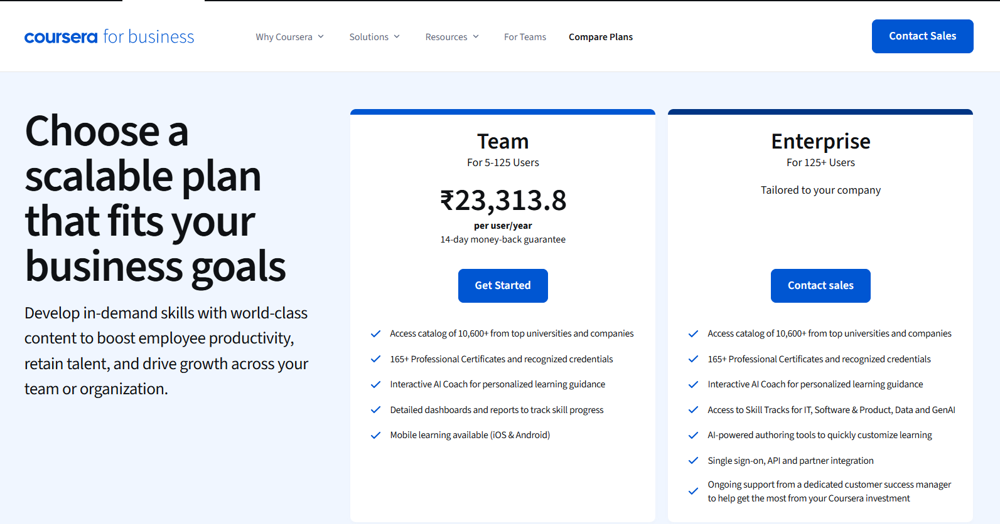 coursera for business
Why Coursera
Solutions
Resources
For Teams
Compare Plans
Contact Sales
Choose a
scalable plan
that fits your
business goals
Develop in-demand skills with world-class
content to boost employee productivity,
retain talent, and drive growth across your
team or organization.
Team
For 5-125 Users
₹23,313.8
per user/year
14-day money-back guarantee
Get Started
Access catalog of 10,600+ from top universities and companies
165+ Professional Certificates and recognized credentials
Interactive AI Coach for personalized learning guidance
Detailed dashboards and reports to track skill progress
Mobile learning available (iOS & Android)
Enterprise
For 125+ Users
Tailored to your company
Contact sales
Access catalog of 10,600+ from top universities and companies
165+ Professional Certificates and recognized credentials
Interactive AI Coach for personalized learning guidance
Access to Skill Tracks for IT, Software & Product, Data and GenAI
AI-powered authoring tools to quickly customize learning
Single sign-on, API and partner integration
Ongoing support from a dedicated customer success manager
to help get the most from your Coursera investment